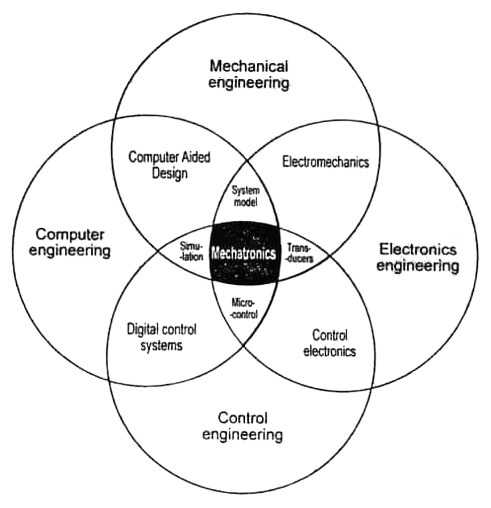 Mechanical
engineering
Computer Aided
Design
Electromechanics
System
model
Computer
engineering
Simu-
-lation
Mechatronics
Trans-
-ducers
Electronics
engineering
Micro-
-control
Digital control
systems
Control
electronics
Control
engineering